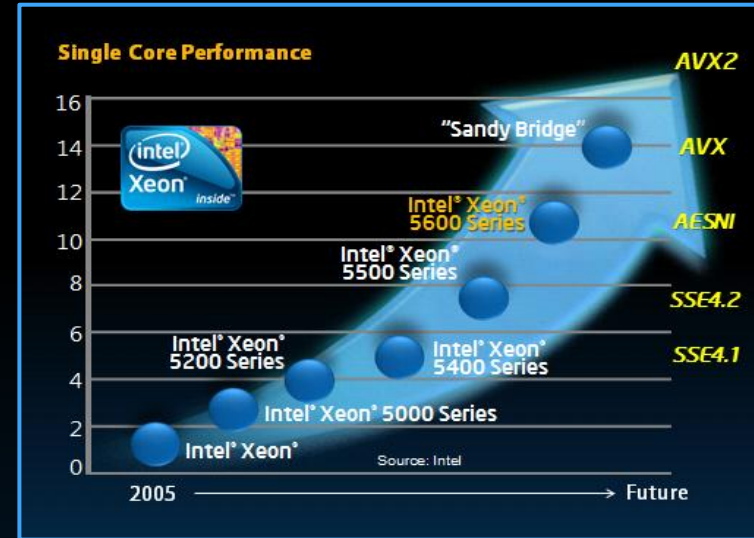 Single Core Performance
AVX2
16
"Sandy Bridge"
14
AVX
(intel)
Xeon®
inside™
12
Intel® Xeon®
5600 Series
AESNI
10
Intel® Xeon®
5500 Series
8
SSE4.2
6
Intel® Xeon®
5200 Series
Intel® Xeon®
5400 Series
SSE4.1
4
Intel® Xeon® 5000 Series
2
Intel® Xeon®
Source: Intel
0
2005
Future